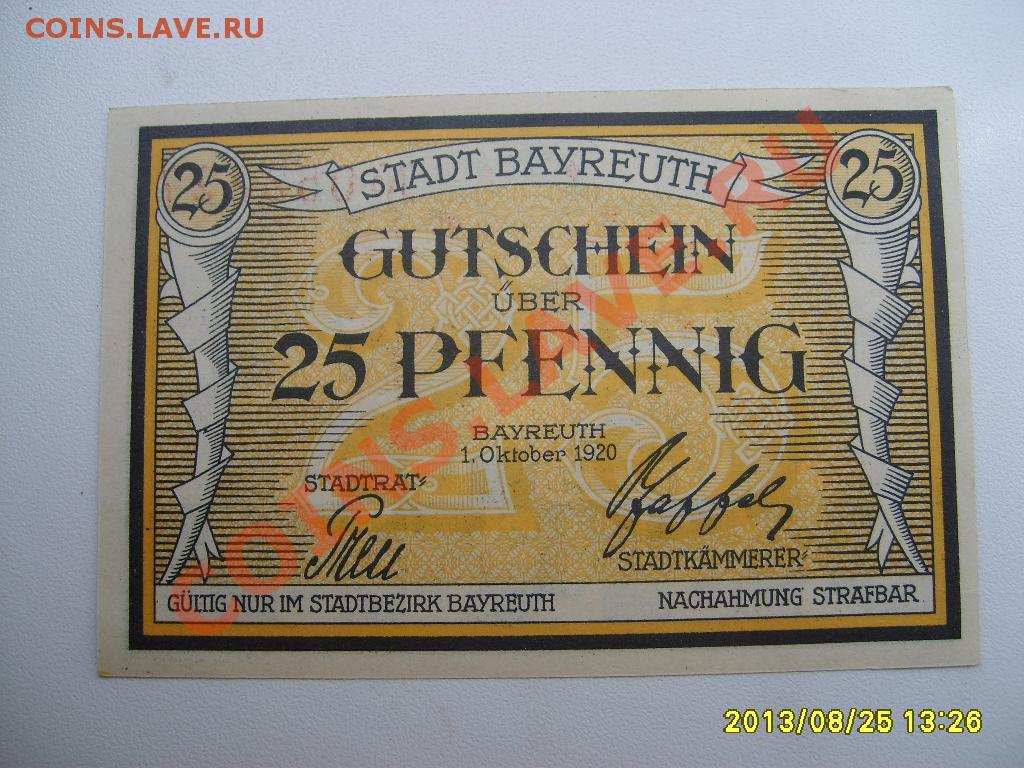 COINS.LAVE.RU
STADT BAYREUTH
25 25
GUTSCHEIN
ÜBER
25 PFENNIG
BAYREUTH
1. Oktober 1920
STADTRAT
STADTKÄMMERER
GÜLTIG NUR IM STADTBEZIRK BAYREUTH NACHAHMUNG STRAFBAR
COINS.LAVE.RU
2013/08/25 13:26